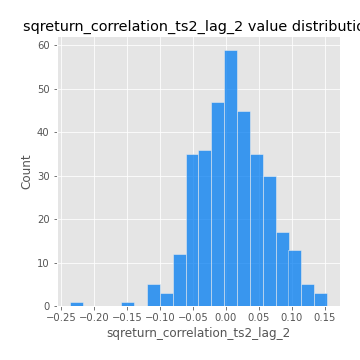 sqreturn_correlation_ts2_lag_2 value distributio
60
50
40
30
20
10
0
Count
−0.25 −0.20 −0.15 −0.10 −0.05 0.00 0.05 0.10 0.15
sqreturn_correlation_ts2_lag_2